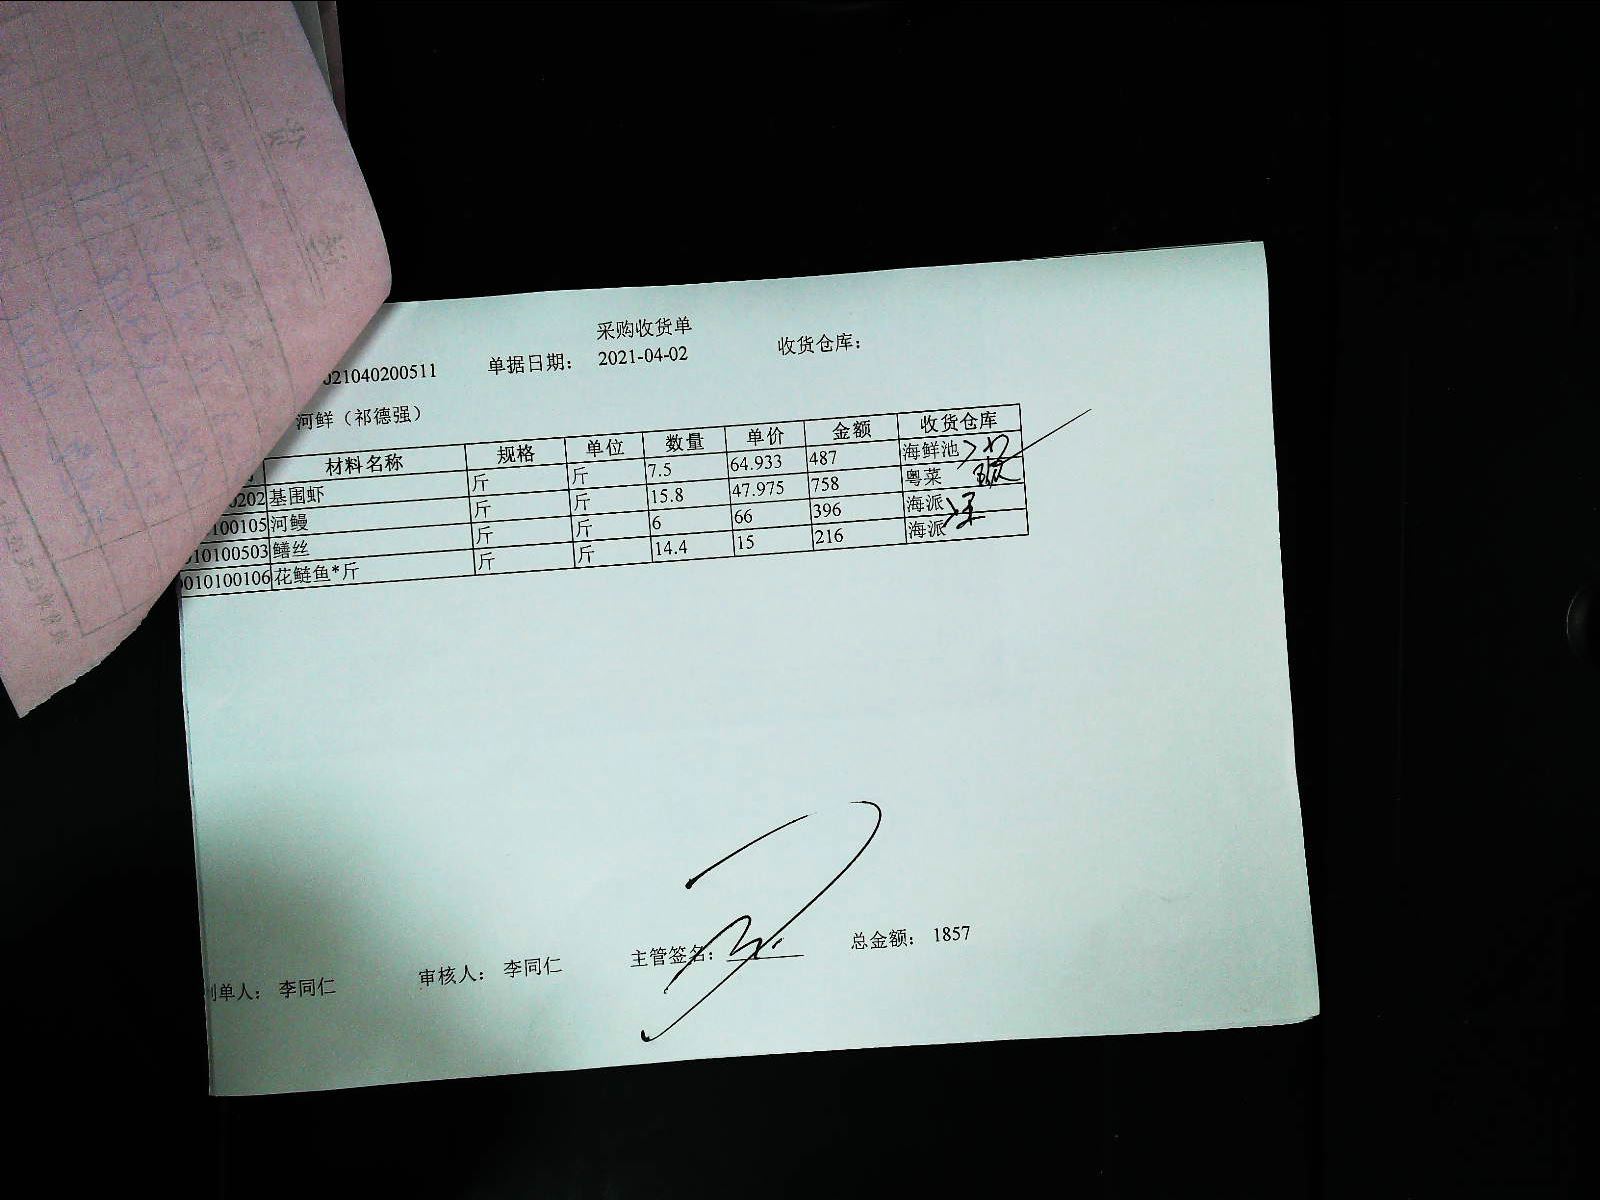 采购收货单
021040200511 单据日期： 2021-04-02 收货仓库：
河鲜（祁德强）
材料名称 规格 单位 数量 单价 金额 收货仓库
0202 基围虾 斤 斤 7.5 64.933 487 海鲜池
100105 河鳗 斤 斤 15.8 47.975 758 粤菜
010100503 鳝丝 斤 斤 6 66 396 海派
010100106 花鲢鱼*斤 斤 斤 14.4 15 216 海派
制单人： 李同仁 审核人： 李同仁 主管签名： 总金额： 1857